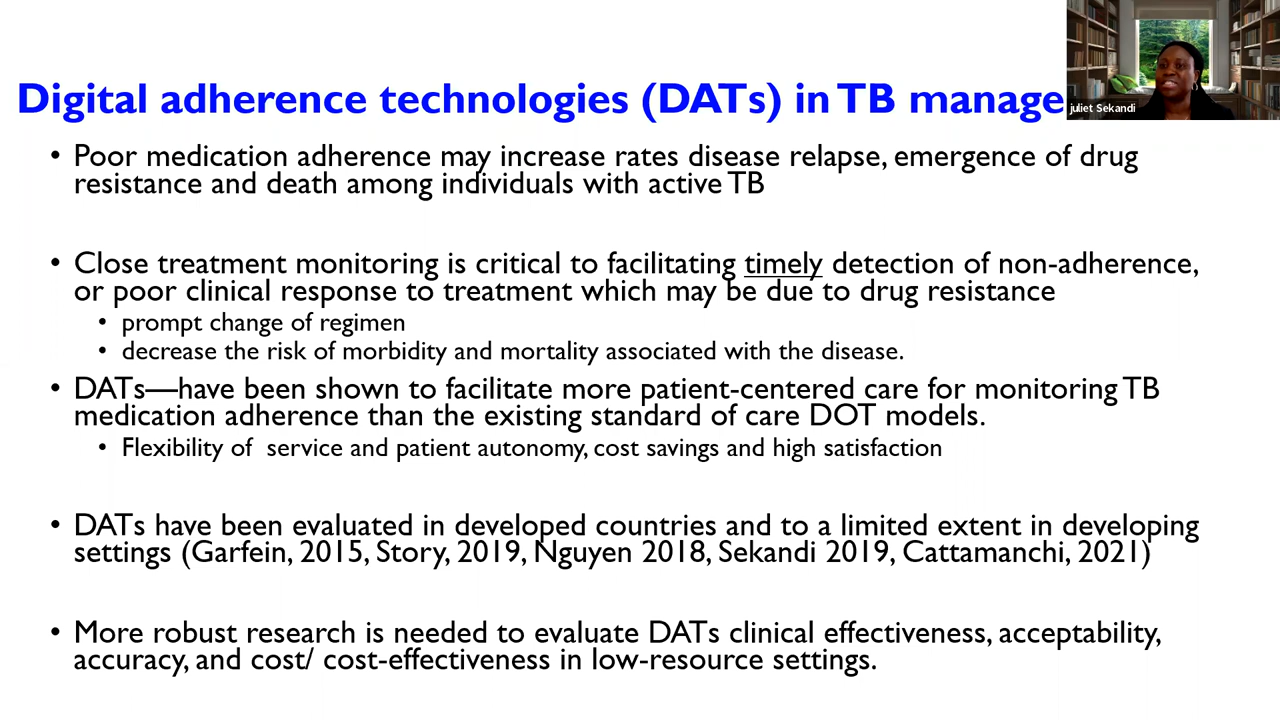 Digital adherence technologies (DATs) in TB manage
juliet Sekandi
• Poor medication adherence may increase rates disease relapse, emergence of drug
resistance and death among individuals with active TB
• Close treatment monitoring is critical to facilitating timely detection of non-adherence,
or poor clinical response to treatment which may be due to drug resistance
• prompt change of regimen
• decrease the risk of morbidity and mortality associated with the disease.
• DATs—have been shown to facilitate more patient-centered care for monitoring TB
medication adherence than the existing standard of care DOT models.
• Flexibility of service and patient autonomy, cost savings and high satisfaction
• DATs have been evaluated in developed countries and to a limited extent in developing
settings (Garfein, 2015, Story, 2019, Nguyen 2018, Sekandi 2019, Cattamanchi, 2021)
• More robust research is needed to evaluate DATs clinical effectiveness, acceptability,
accuracy, and cost/ cost-effectiveness in low-resource settings.